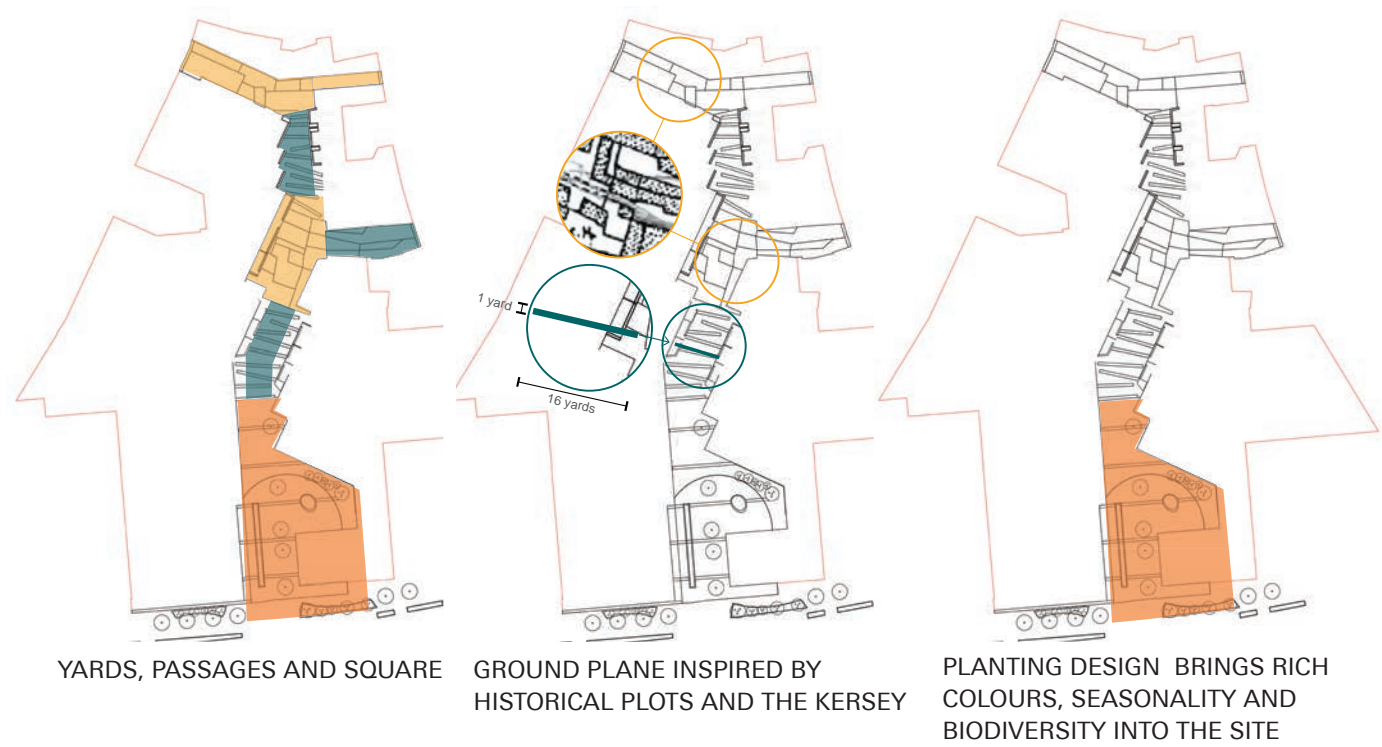 1 yard
16 yards
YARDS, PASSAGES AND SQUARE
GROUND PLANE INSPIRED BY
HISTORICAL PLOTS AND THE KERSEY
PLANTING DESIGN BRINGS RICH
COLOURS, SEASONALITY AND
BIODIVERSITY INTO THE SITE